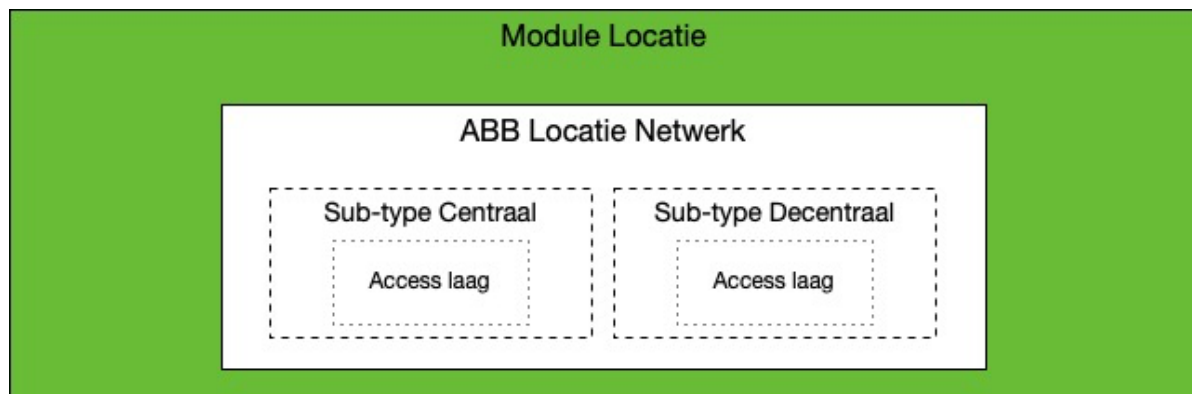 Module Locatie
ABB Locatie Netwerk
Sub-type Centraal
Sub-type Decentraal
Access laag
Access laag